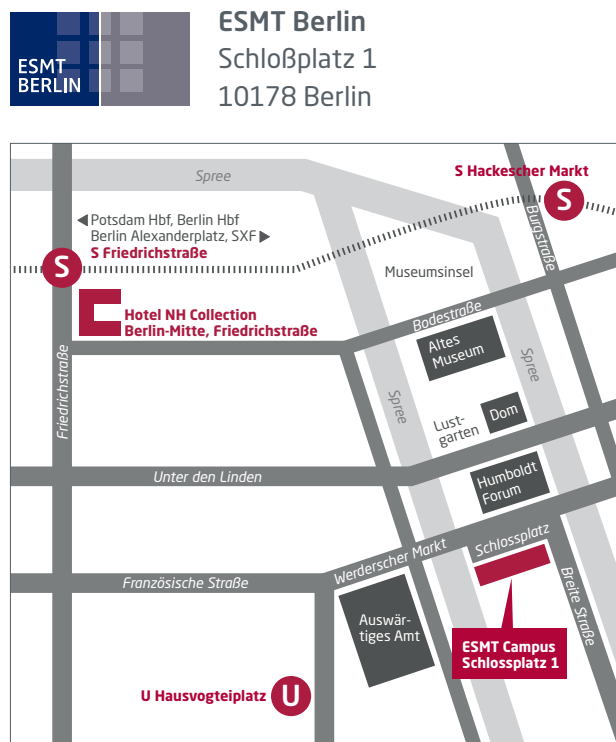 ESMT
BERLIN
ESMT Berlin
Schloßplatz 1
10178 Berlin
Spree
S Hackescher Markt
S
Burgstraße
Potsdam Hbf, Berlin Hbf
Berlin Alexanderplatz, SXF
S Friedrichstraße
S
Museumsinsel
Hotel NH Collection
Berlin-Mitte, Friedrichstraße
Bodestraße
Altes
Museum
Friedrichstraße
Spree
Spree
Lust-
garten
Dom
Unter den Linden
Humboldt
Forum
Schlossplatz
Werderscher Markt
Französische Straße
Breite Straße
Auswär-
tiges Amt
ESMT Campus
Schlossplatz 1
U Hausvogteiplatz
U